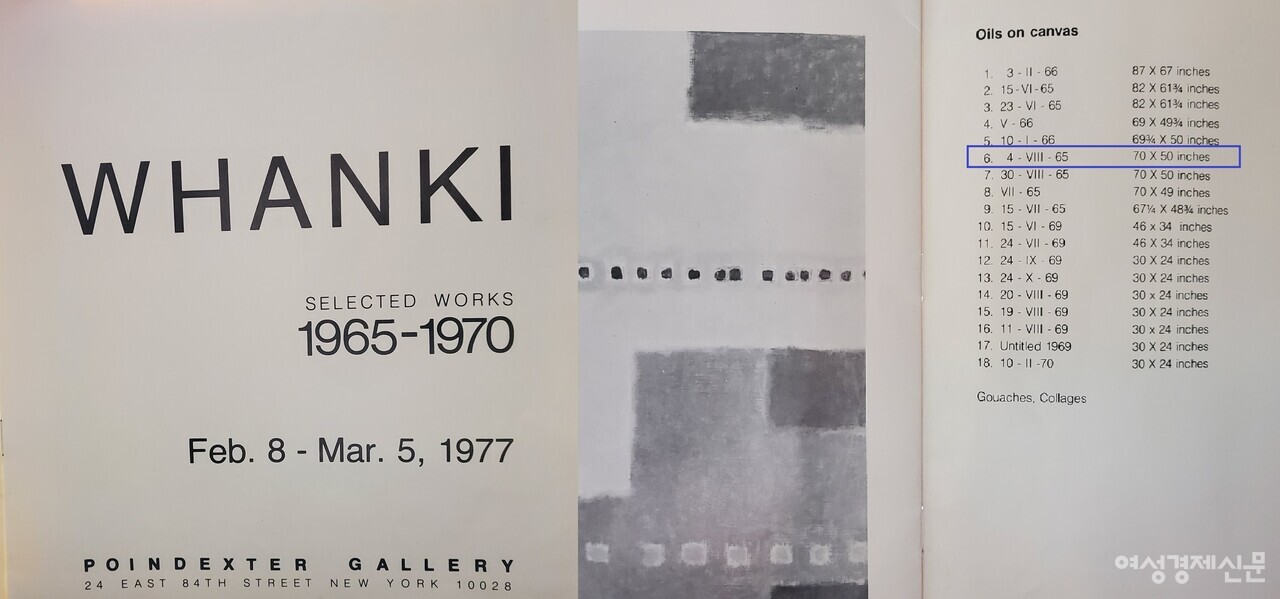 WHANKI
SELECTED WORKS
1965-1970
Feb. 8 - Mar. 5, 1977
POINDEXTER GALLERY
24 EAST 84TH STREET NEW YORK 10028
Oils on canvas
1. 3 - II - 66 87 X 67 inches
2. 15 - VI - 65 82 X 61¾ inches
3. 23 - VI - 65 82 X 61¾ inches
4. V - 66 69 X 49¾ inches
5. 10 - I - 66 69¾ X 50 inches
6. 4 - VIII - 65 70 X 50 inches
7. 30 - VIII - 65 70 X 50 inches
8. VII - 65 70 X 49 inches
9. 15 - VII - 65 67¼ X 48¾ inches
10. 15 - VI - 69 46 x 34 inches
11. 24 - VII - 69 46 X 34 inches
12. 24 - IX - 69 30 X 24 inches
13. 24 - X - 69 30 X 24 inches
14. 20 - VIII - 69 30 x 24 inches
15. 19 - VIII - 69 30 X 24 inches
16. 11 - VIII - 69 30 x 24 inches
17. Untitled 1969 30 X 24 inches
18. 10 - II -70 30 X 24 inches
Gouaches, Collages
여성경제신문